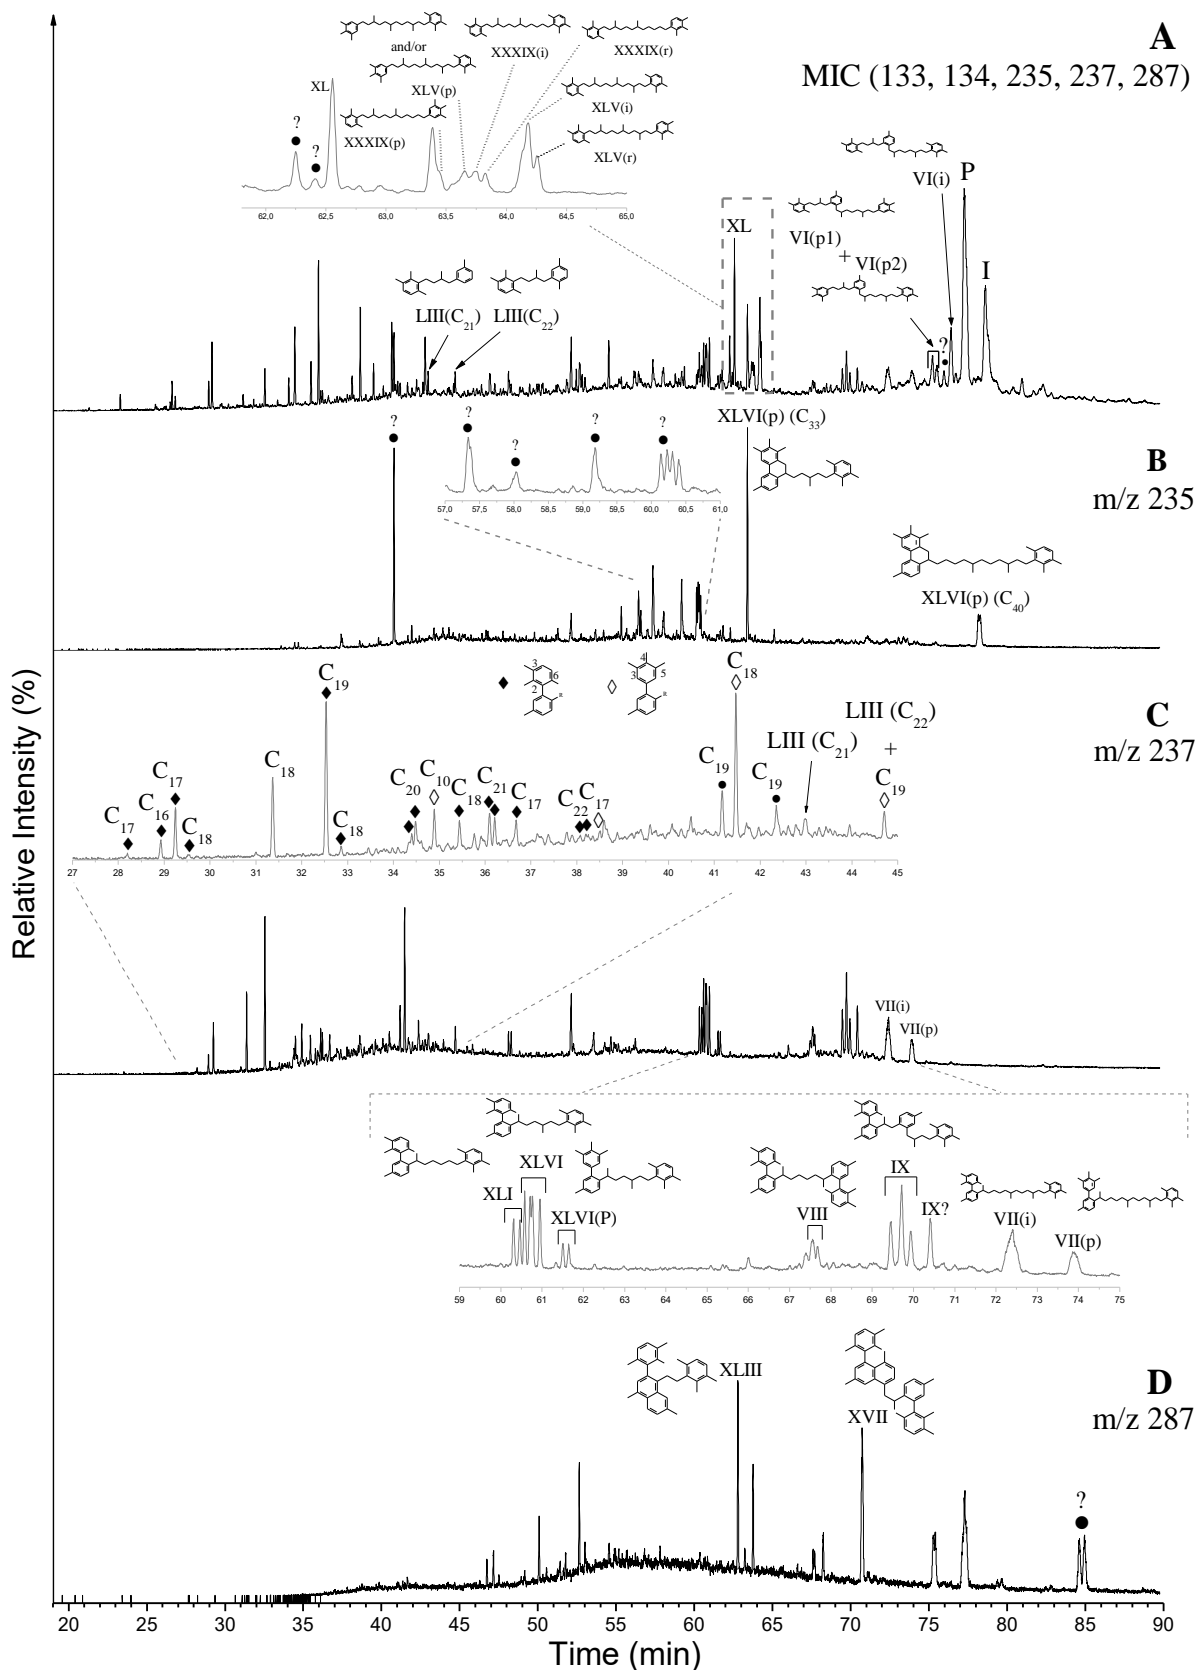 A
MIC (133, 134, 235, 237, 287)
and/or
XXXIX(i)
XXXIX(r)
XL
XLV(p)
XLV(i)
XXXIX(p)
XLV(r)
?
?
62,0 62,5 63,0 63,5 64,0 64,5 65,0
VI(i)
P
XL
VI(p1)
+
VI(p2)
I
LIII(C21)
LIII(C22)
?
B
m/z 235
XLVI(p) (C33)
?
?
?
?
?
57,0 57,5 58,0 58,5 59,0 59,5 60,0 60,5 61,0
XLVI(p) (C40)
C
m/z 237
3
6
2
R
4
3
5
R
C17
C16
C17
C18
C18
C19
C18
C20
C10
C18
C21
C17
C22
C17
C19
C18
C19
LIII (C21)
LIII (C22)
+
C19
27 28 29 30 31 32 33 34 35 36 37 38 39 40 41 42 43 44 45
VII(i)
VII(p)
XLI
XLVI
XLVI(P)
VIII
IX
IX?
VII(i)
VII(p)
59 60 61 62 63 64 65 66 67 68 69 70 71 72 73 74 75
D
m/z 287
XLIII
XVII
?
20 25 30 35 40 45 50 55 60 65 70 75 80 85 90
Time (min)
Relative Intensity (%)